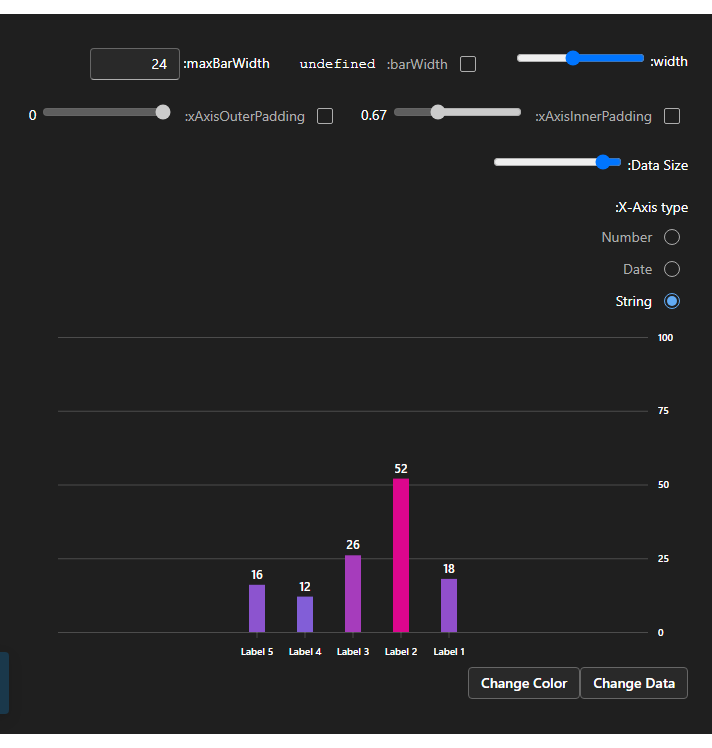 :width
:barWidth undefined
:maxBarWidth 24
:xAxisInnerPadding 0.67
:xAxisOuterPadding 0
:Data Size
:X-Axis type
Number
Date
String
100
75
50
25
0
18
52
26
12
16
Label 1
Label 2
Label 3
Label 4
Label 5
Change Data
Change Color